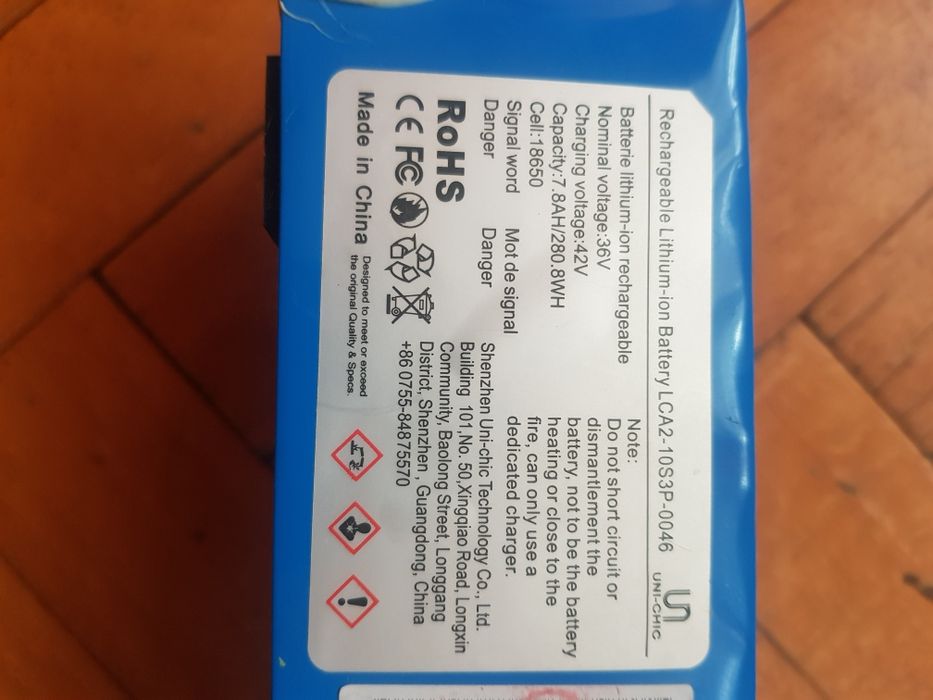 Rechargeable Lithium-ion Battery LCA2-10S3P-0046
UNI-CHIC
Batterie lithium-ion rechargeable
Nominal voltage:36V
Charging voltage:42V
Capacity:7.8AH/280.8WH
Cell:18650
Signal word Mot de signal
Danger Danger
Note:
Do not short circuit or
dismantlement the
battery, not to be the battery
heating or close to the
fire, can only use a
dedicated charger.
RoHS
CE FC
Shenzhen Uni-chic Technology Co., Ltd.
Building 101,No. 50,Xingqiao Road, Longxin
Community, Baolong Street, Longgang
District, Shenzhen , Guangdong, China
+86 0755-84875570
Made in China
Designed to meet or exceed
the original Quality & Specs.